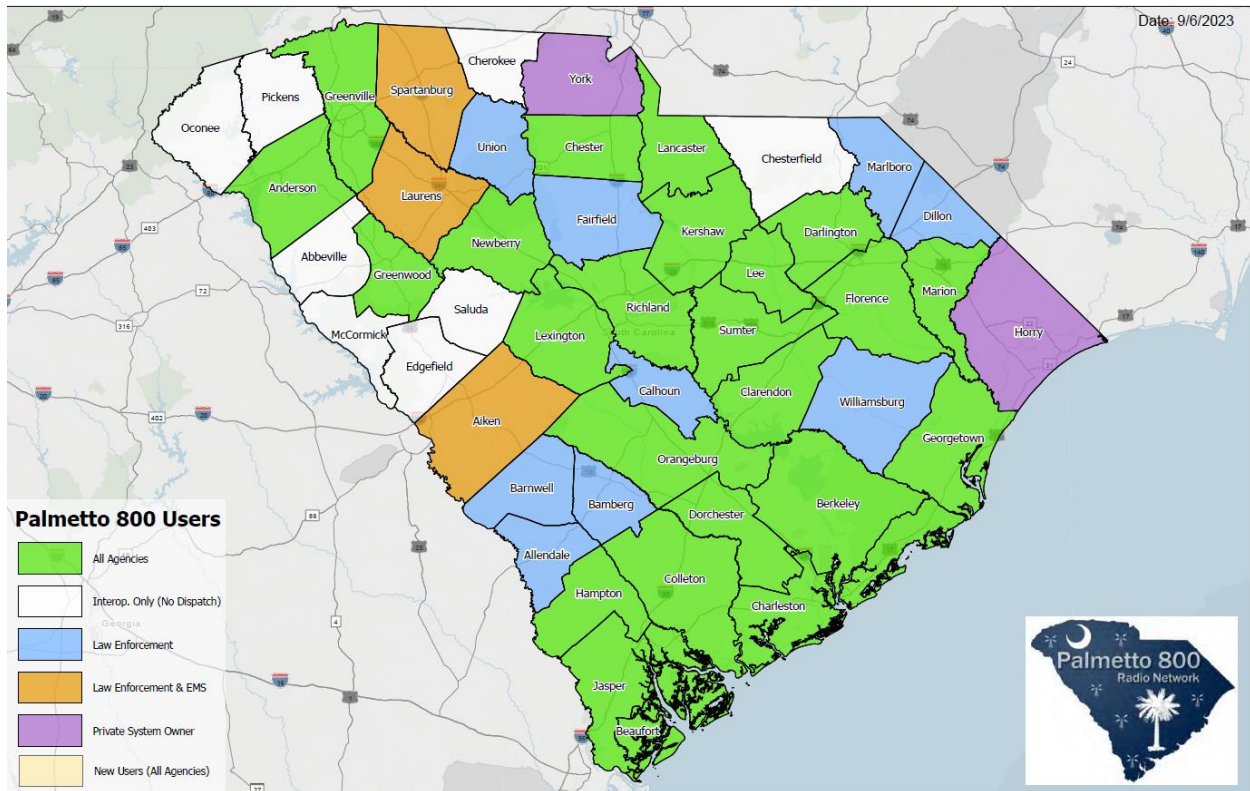 Date: 9/6/2023
Cherokee
York
Greenville
Spartanburg
Pickens
Oconee
Union
Chester
Lancaster
Chesterfield
Marlboro
Anderson
Laurens
Fairfield
Dillon
Kershaw
Darlington
Newberry
Abbeville
Greenwood
Lee
Florence
Marion
Saluda
Richland
McCormick
Lexington
Sumter
Horry
Edgefield
Calhoun
Clarendon
Williamsburg
Aiken
Georgetown
Orangeburg
Barnwell
Bamberg
Berkeley
Dorchester
Allendale
Colleton
Hampton
Charleston
Jasper
Beaufort
Georgia
Palmetto 800 Users
All Agencies
Interop. Only (No Dispatch)
Law Enforcement
Law Enforcement & EMS
Private System Owner
New Users (All Agencies)
Palmetto 800
Radio Network